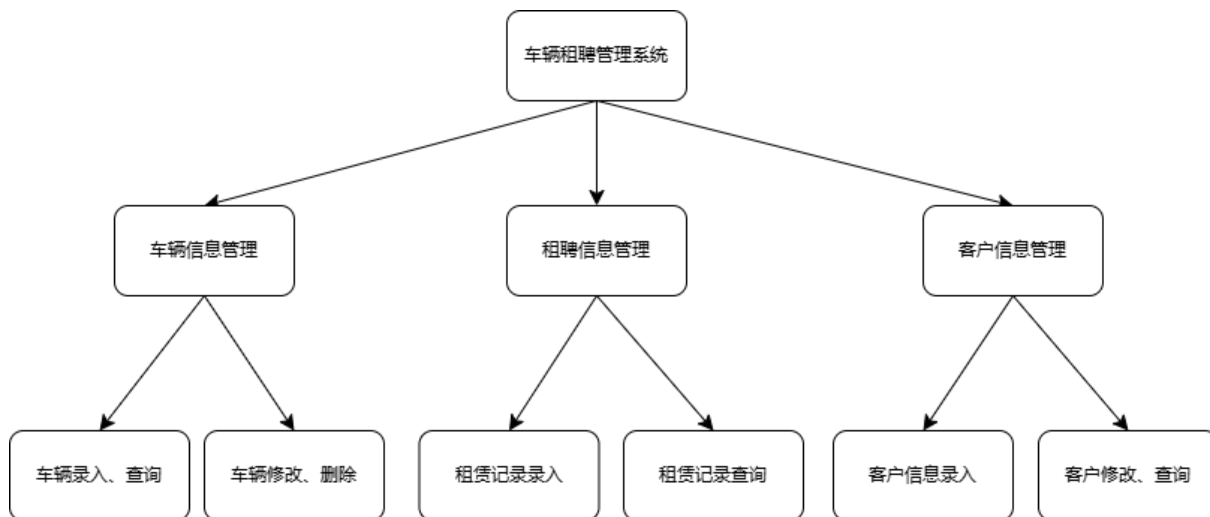 车辆租聘管理系统
车辆信息管理
租聘信息管理
客户信息管理
车辆录入、查询
车辆修改、删除
租赁记录录入
租赁记录查询
客户信息录入
客户修改、查询